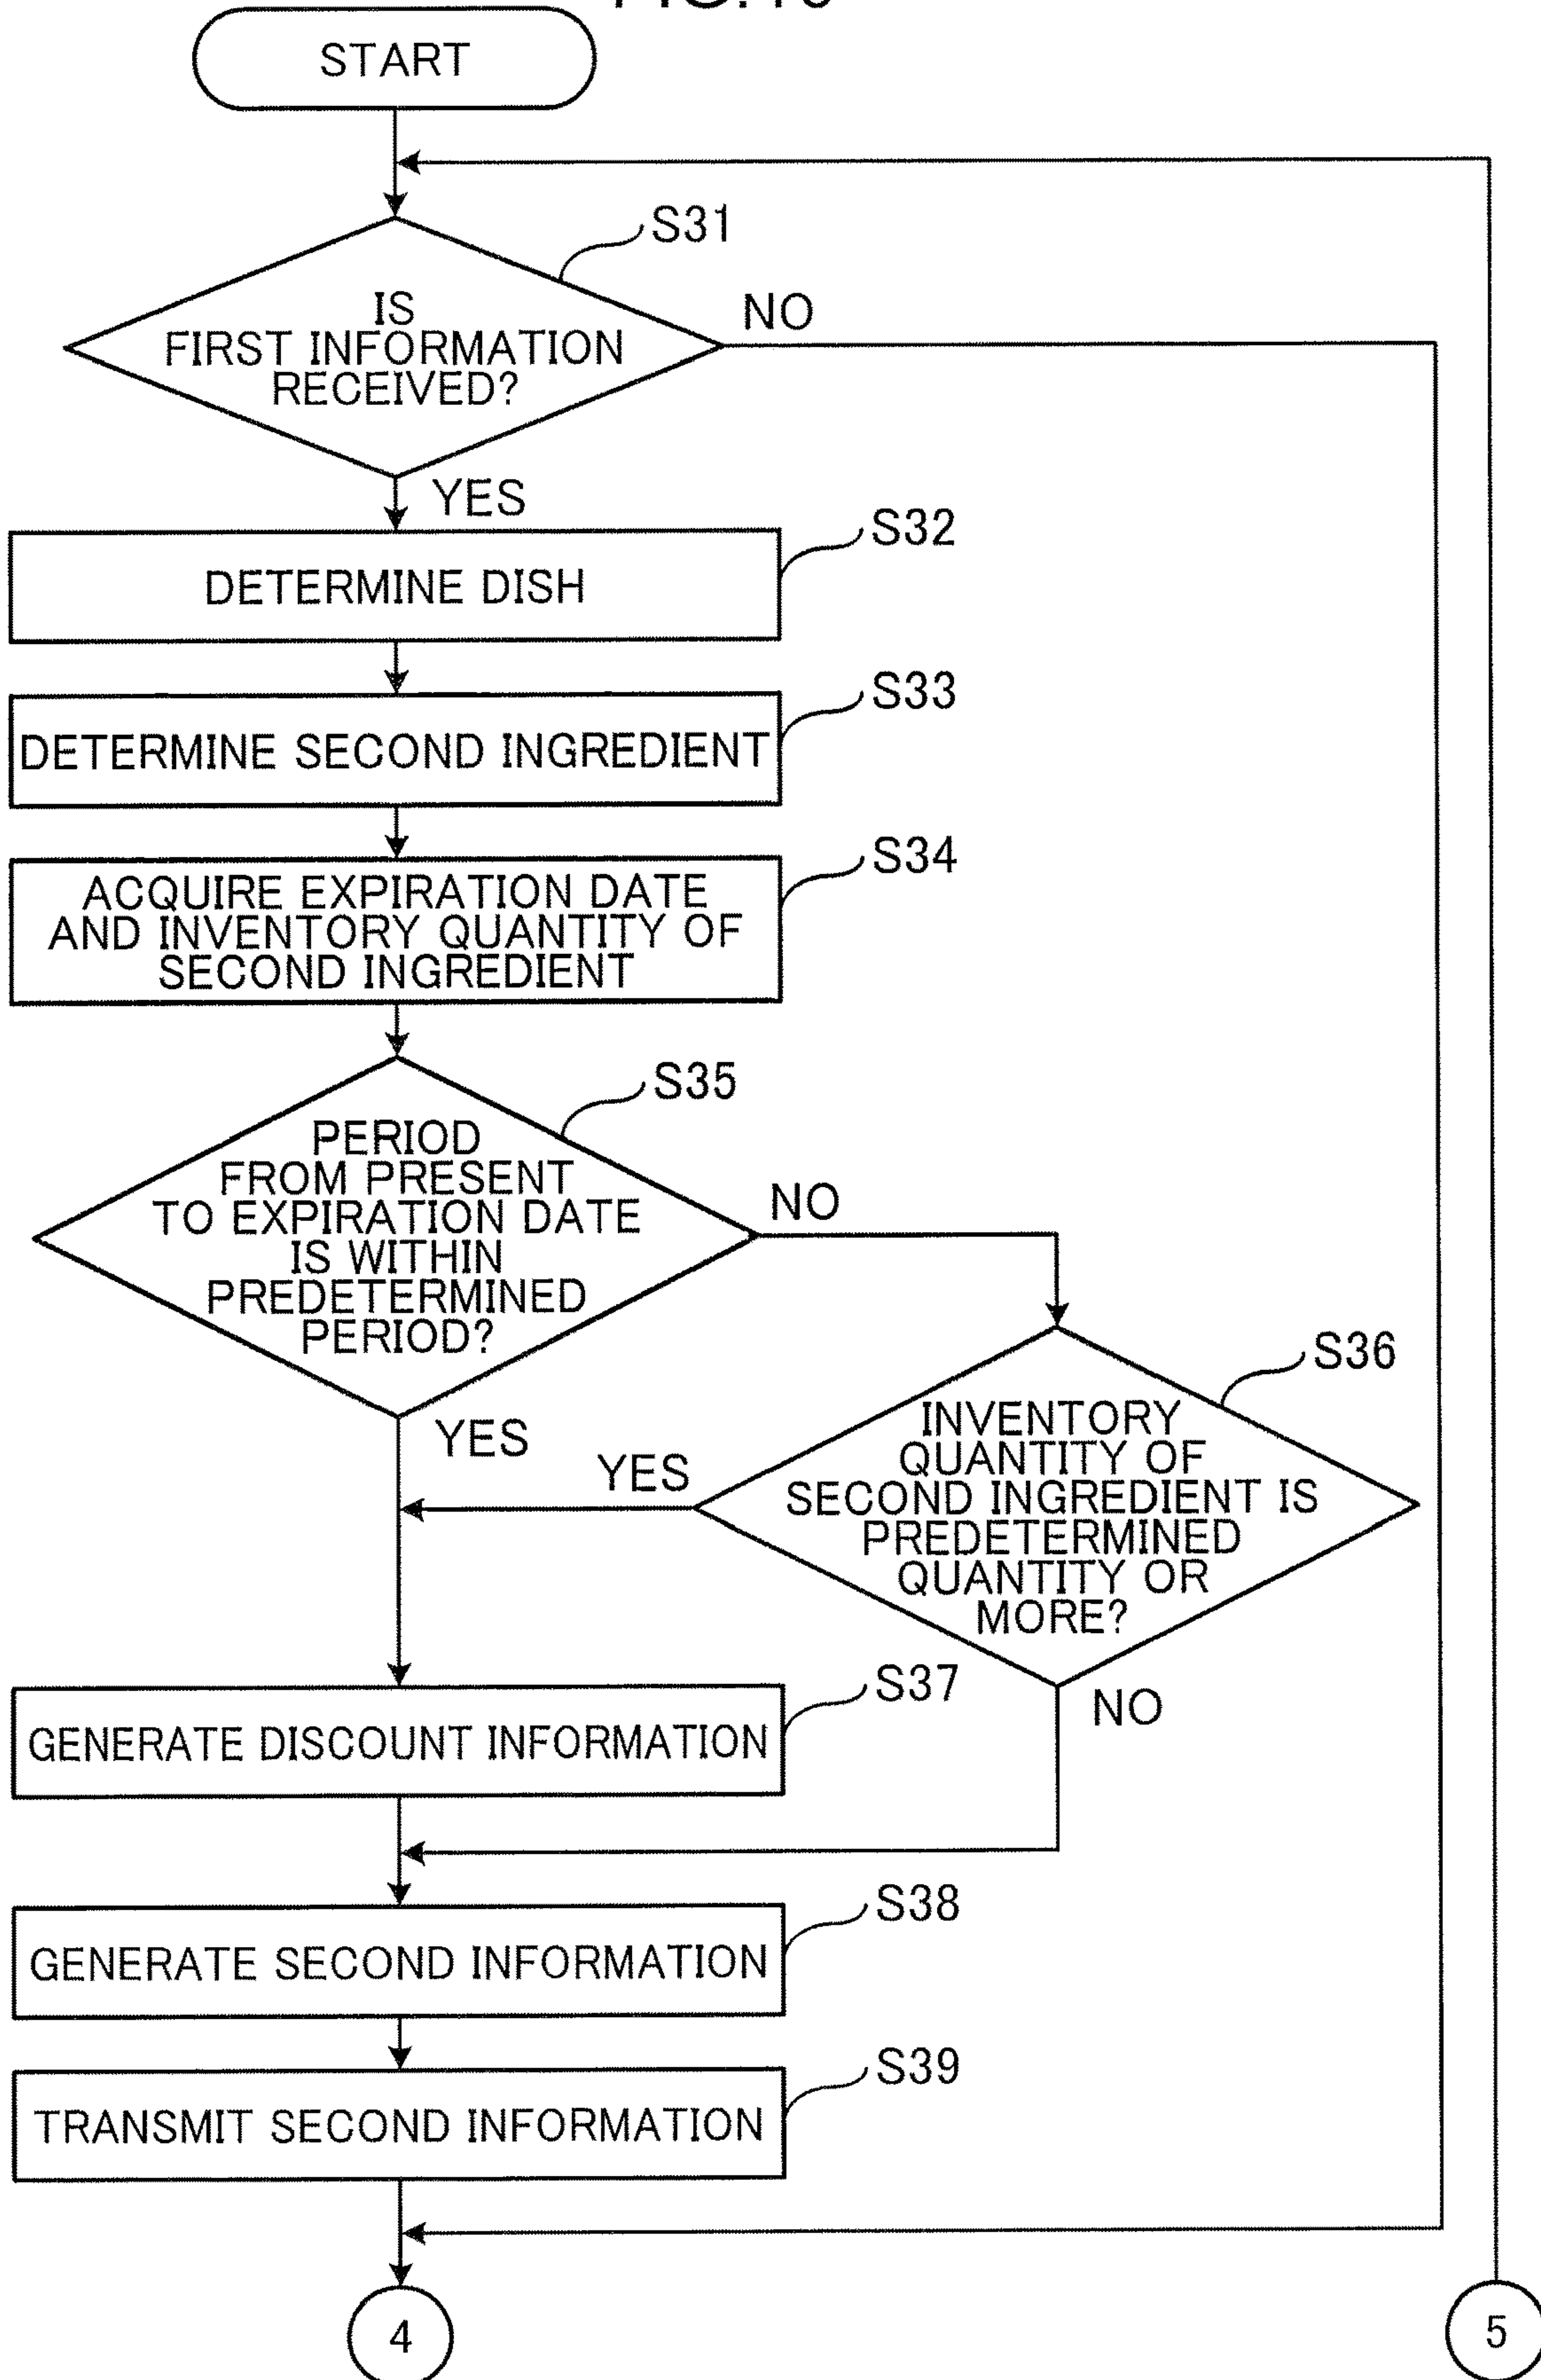 START
S31
IS
FIRST INFORMATION
RECEIVED?
NO
YES
S32
DETERMINE DISH
S33
DETERMINE SECOND INGREDIENT
S34
ACQUIRE EXPIRATION DATE
AND INVENTORY QUANTITY OF
SECOND INGREDIENT
S35
PERIOD
FROM PRESENT
TO EXPIRATION DATE
IS WITHIN
PREDETERMINED
PERIOD?
NO
YES
S36
INVENTORY
QUANTITY OF
SECOND INGREDIENT IS
PREDETERMINED
QUANTITY OR
MORE?
YES
NO
S37
GENERATE DISCOUNT INFORMATION
S38
GENERATE SECOND INFORMATION
S39
TRANSMIT SECOND INFORMATION
4
5